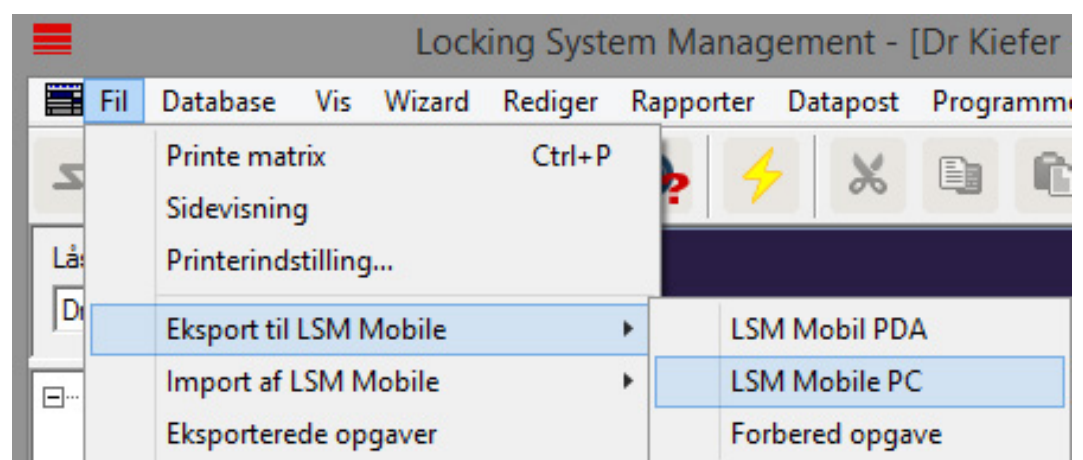 Locking System Management - [Dr Kiefer
Fil Database Vis Wizard Rediger Rapporter Datapost
Printe matrix Ctrl+P
Sidevisning
Printerindstilling...
Eksport til LSM Mobile LSM Mobil PDA
Import af LSM Mobile LSM Mobile PC
Eksporterede opgaver Forbered opgave